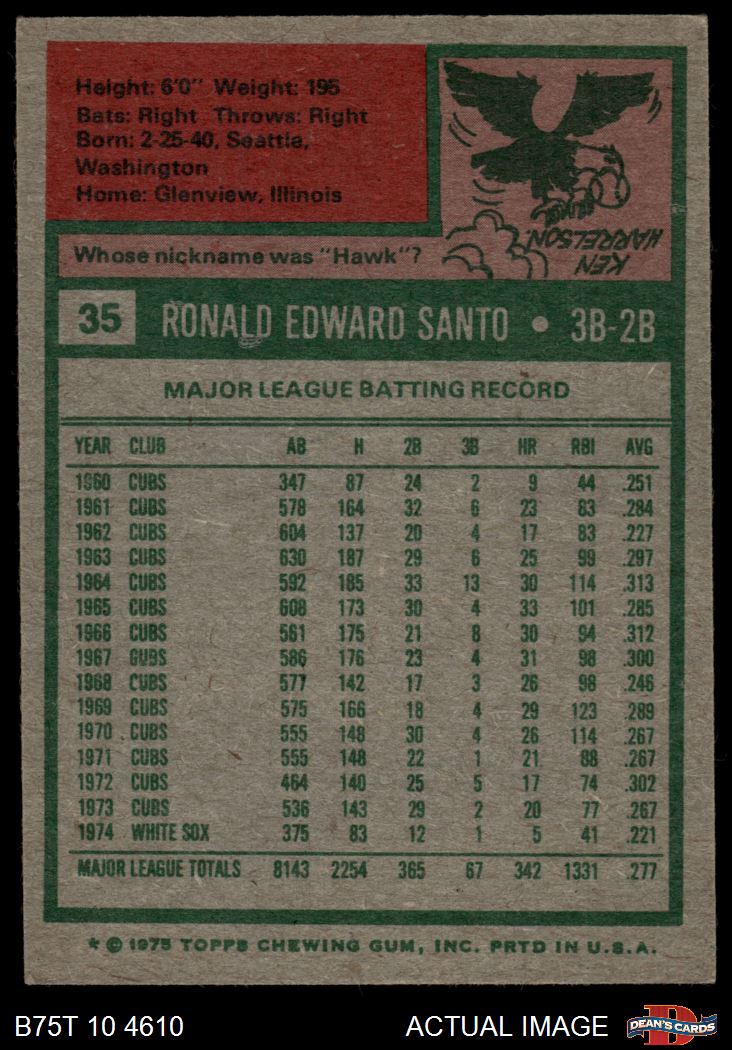 Height: 6'0" Weight: 195
Bats: Right Throws: Right
Born: 2-25-40, Seattle,
Washington
Home: Glenview, Illinois
KEN
HARRELSON.
Whose nickname was "Hawk"?
35 RONALD EDWARD SANTO • 3B-2B
MAJOR LEAGUE BATTING RECORD
YEAR CLUB AB H 2B 3B HR RBI AVG
1960 CUBS 347 87 24 2 9 44 .251
1961 CUBS 578 164 32 6 23 83 .284
1962 CUBS 604 137 20 4 17 83 .227
1963 CUBS 630 187 29 6 25 99 .297
1964 CUBS 592 185 33 13 30 114 .313
1965 CUBS 608 173 30 4 33 101 .285
1966 CUBS 561 175 21 8 30 94 .312
1967 CUBS 586 176 23 4 31 98 .300
1968 CUBS 577 142 17 3 26 98 .246
1969 CUBS 575 166 18 4 29 123 .289
1970 CUBS 555 148 30 4 26 114 .267
1971 CUBS 555 148 22 1 21 88 .267
1972 CUBS 464 140 25 5 17 74 .302
1973 CUBS 536 143 29 2 20 77 .267
1974 WHITE SOX 375 83 12 1 5 41 .221
MAJOR LEAGUE TOTALS 8143 2254 365 67 342 1331 .277
* © 1975 TOPPS CHEWING GUM, INC. PRTD IN U.S.A.
B75T 10 4610 ACTUAL IMAGE DEAN'S CARDS